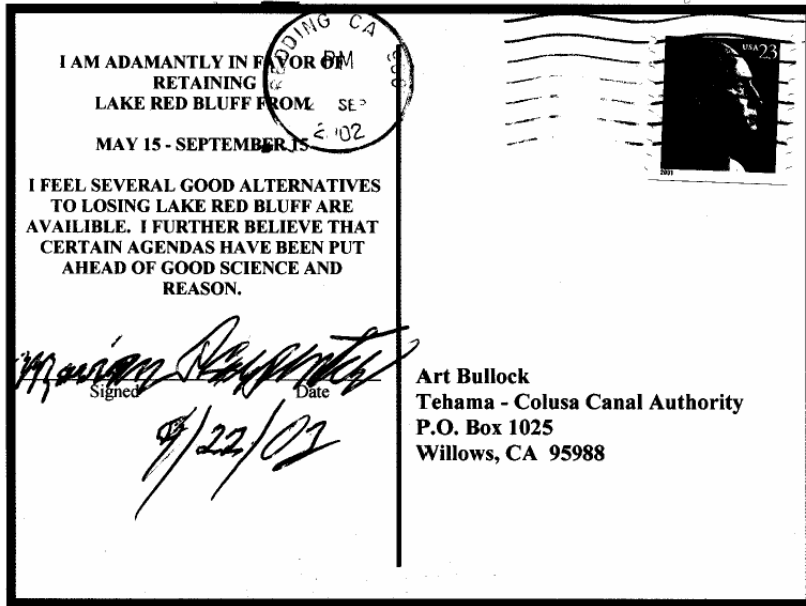 I AM ADAMANTLY IN FAVOR OF
RETAINING
LAKE RED BLUFF FROM
MAY 15 - SEPTEMBER 15
I FEEL SEVERAL GOOD ALTERNATIVES
TO LOSING LAKE RED BLUFF ARE
AVAILIBLE. I FURTHER BELIEVE THAT
CERTAIN AGENDAS HAVE BEEN PUT
AHEAD OF GOOD SCIENCE AND
REASON.
Marian
Signed Date
9/22/02
REDDING CA
PM
SEP
2002
USA 23
2001
Art Bullock
Tehama - Colusa Canal Authority
P.O. Box 1025
Willows, CA 95988